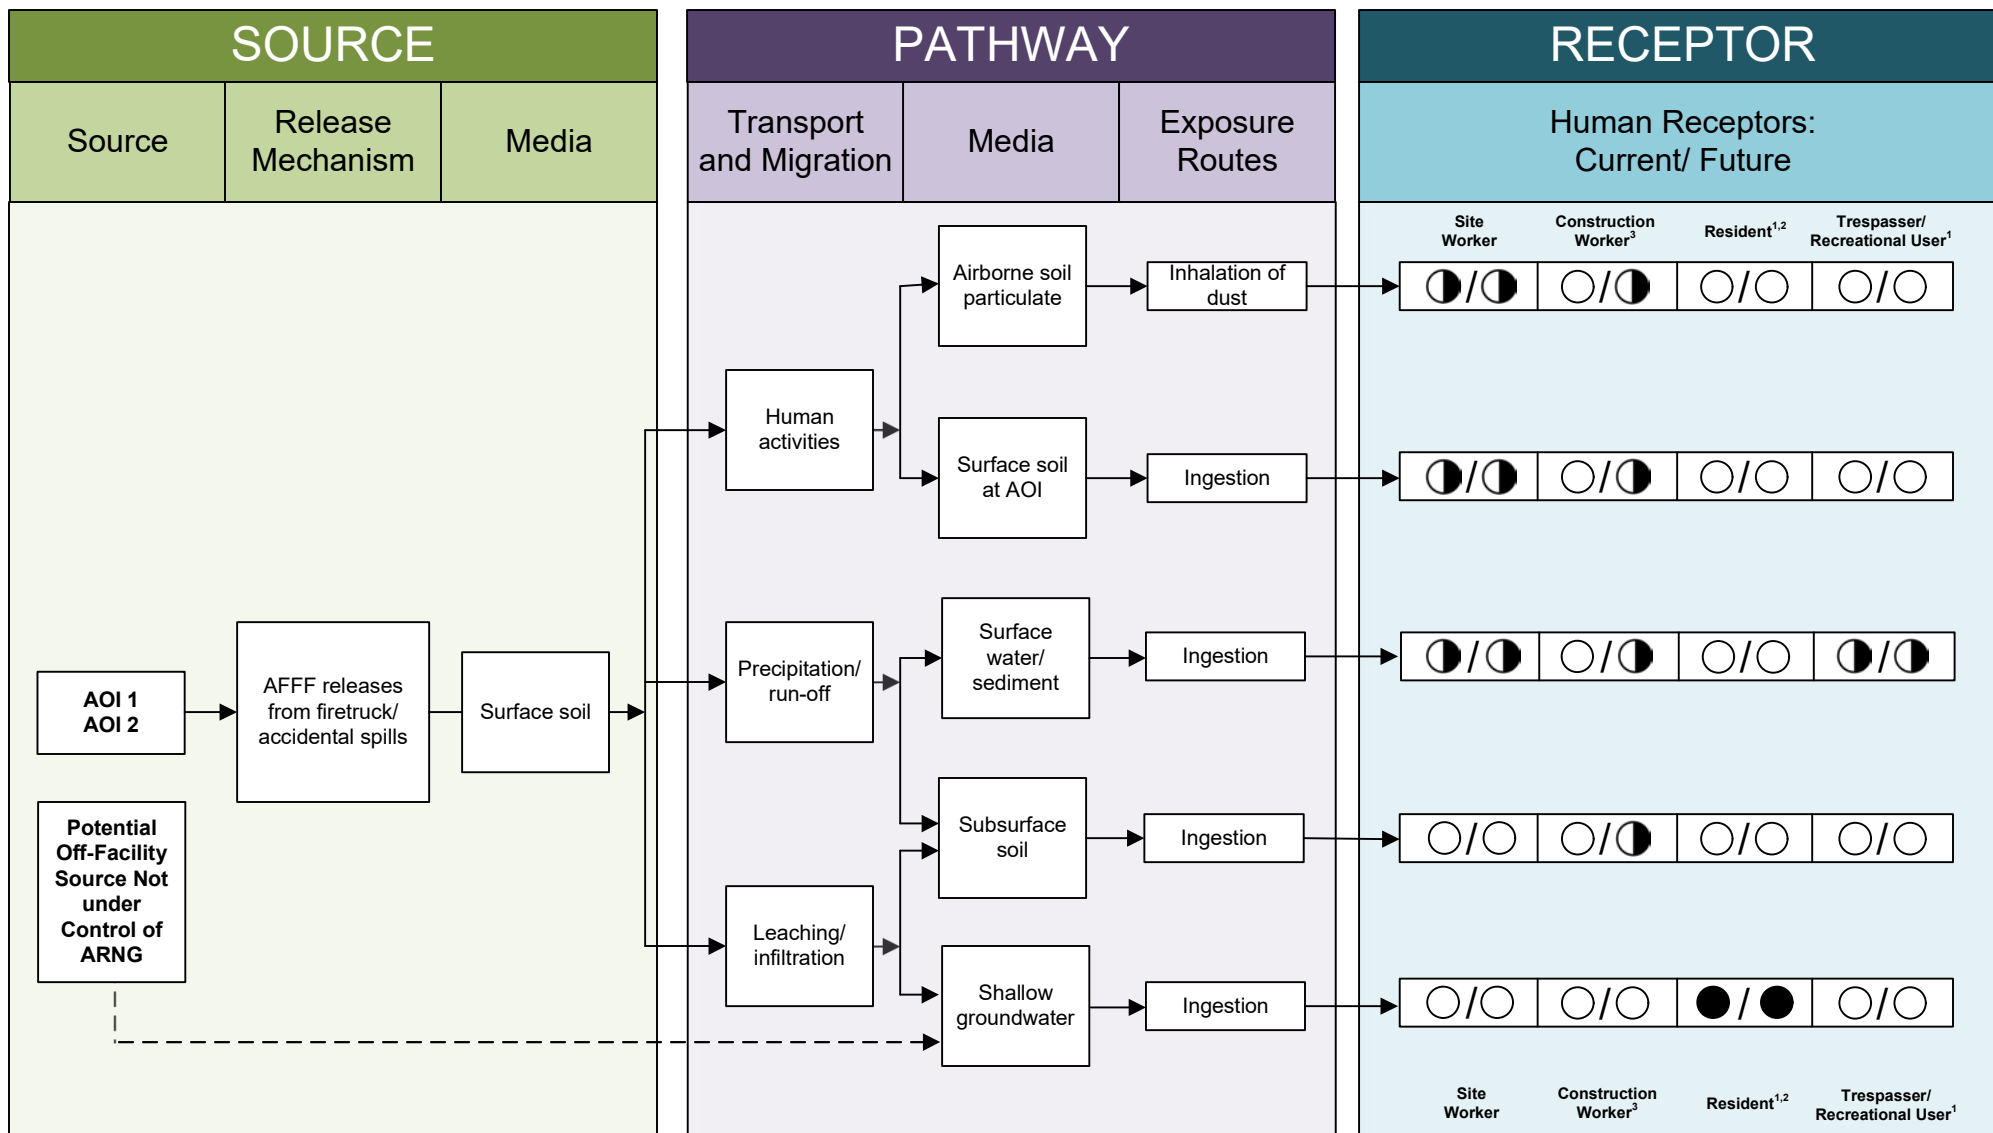 SOURCE
PATHWAY
RECEPTOR
Source
Release
Mechanism
Media
Transport
and Migration
Media
Exposure
Routes
Human Receptors:
Current/ Future
Site
Worker
Construction
Worker3
Resident1,2
Trespasser/
Recreational User1
Airborne soil
particulate
Inhalation of
dust
/
/
/
/
Human
activities
Surface soil
at AOI
Ingestion
/
/
/
/
AOI 1
AOI 2
AFFF releases
from firetruck/
accidental spills
Surface soil
Precipitation/
run-off
Surface
water/
sediment
Ingestion
/
/
/
/
Potential
Off-Facility
Source Not
under
Control of
ARNG
Subsurface
soil
Ingestion
/
/
/
/
Leaching/
infiltration
Shallow
groundwater
Ingestion
/
/
/
/
Site
Worker
Construction
Worker3
Resident1,2
Trespasser/
Recreational User1